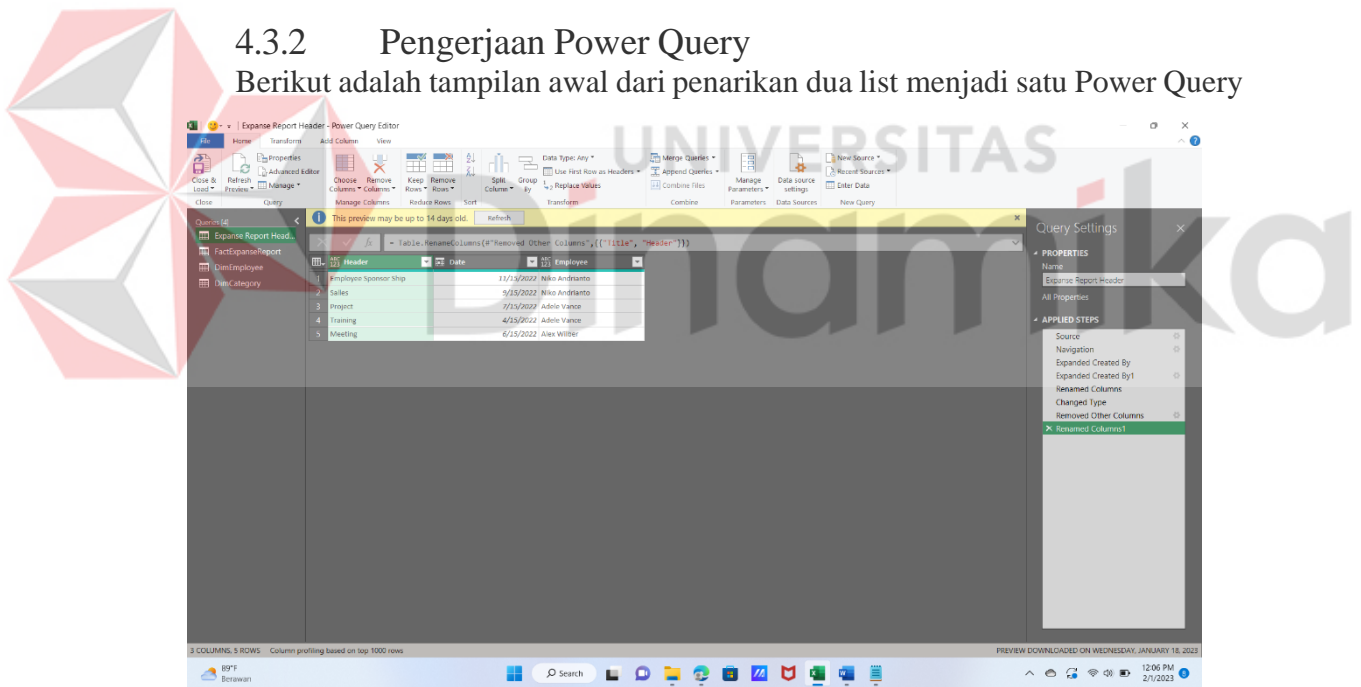 4.3.2 Pengerjaan Power Query
Berikut adalah tampilan awal dari penarikan dua list menjadi satu Power Query
UNIVERSITAS
Dinamika
Expanse Report Header - Power Query Editor
File Home Transform Add Column View
Close & Load
Refresh Preview
Properties
Advanced Editor
Manage
Choose Columns
Remove Columns
Keep Rows
Remove Rows
Split Column
Group By
Data Type: Any
Use First Row as Headers
Replace Values
Merge Queries
Append Queries
Combine Files
Manage Parameters
Data source settings
New Source
Recent Sources
Enter Data
Close Query Manage Columns Reduce Rows Sort Transform Combine Parameters Data Sources New Query
Queries [4]
Expanse Report Head...
FactExpanseReport
DimEmployee
DimCategory
This preview may be up to 14 days old. Refresh
fx = Table.RenameColumns(#"Removed Other Columns",{{"Title", "Header"}})
Header Date Employee
1 Employee Sponsor Ship 11/15/2022 Niko Andrianto
2 Salles 9/15/2022 Niko Andrianto
3 Project 7/15/2022 Adele Vance
4 Training 4/15/2022 Adele Vance
5 Meeting 6/15/2022 Alex Wilber
Query Settings
PROPERTIES
Name
Expanse Report Header
All Properties
APPLIED STEPS
Source
Navigation
Expanded Created By
Expanded Created By1
Renamed Columns
Changed Type
Removed Other Columns
Renamed Columns1
3 COLUMNS, 5 ROWS Column profiling based on top 1000 rows
PREVIEW DOWNLOADED ON WEDNESDAY, JANUARY 18, 2023
89°F
Berawan
Search
12:06 PM
2/1/2023